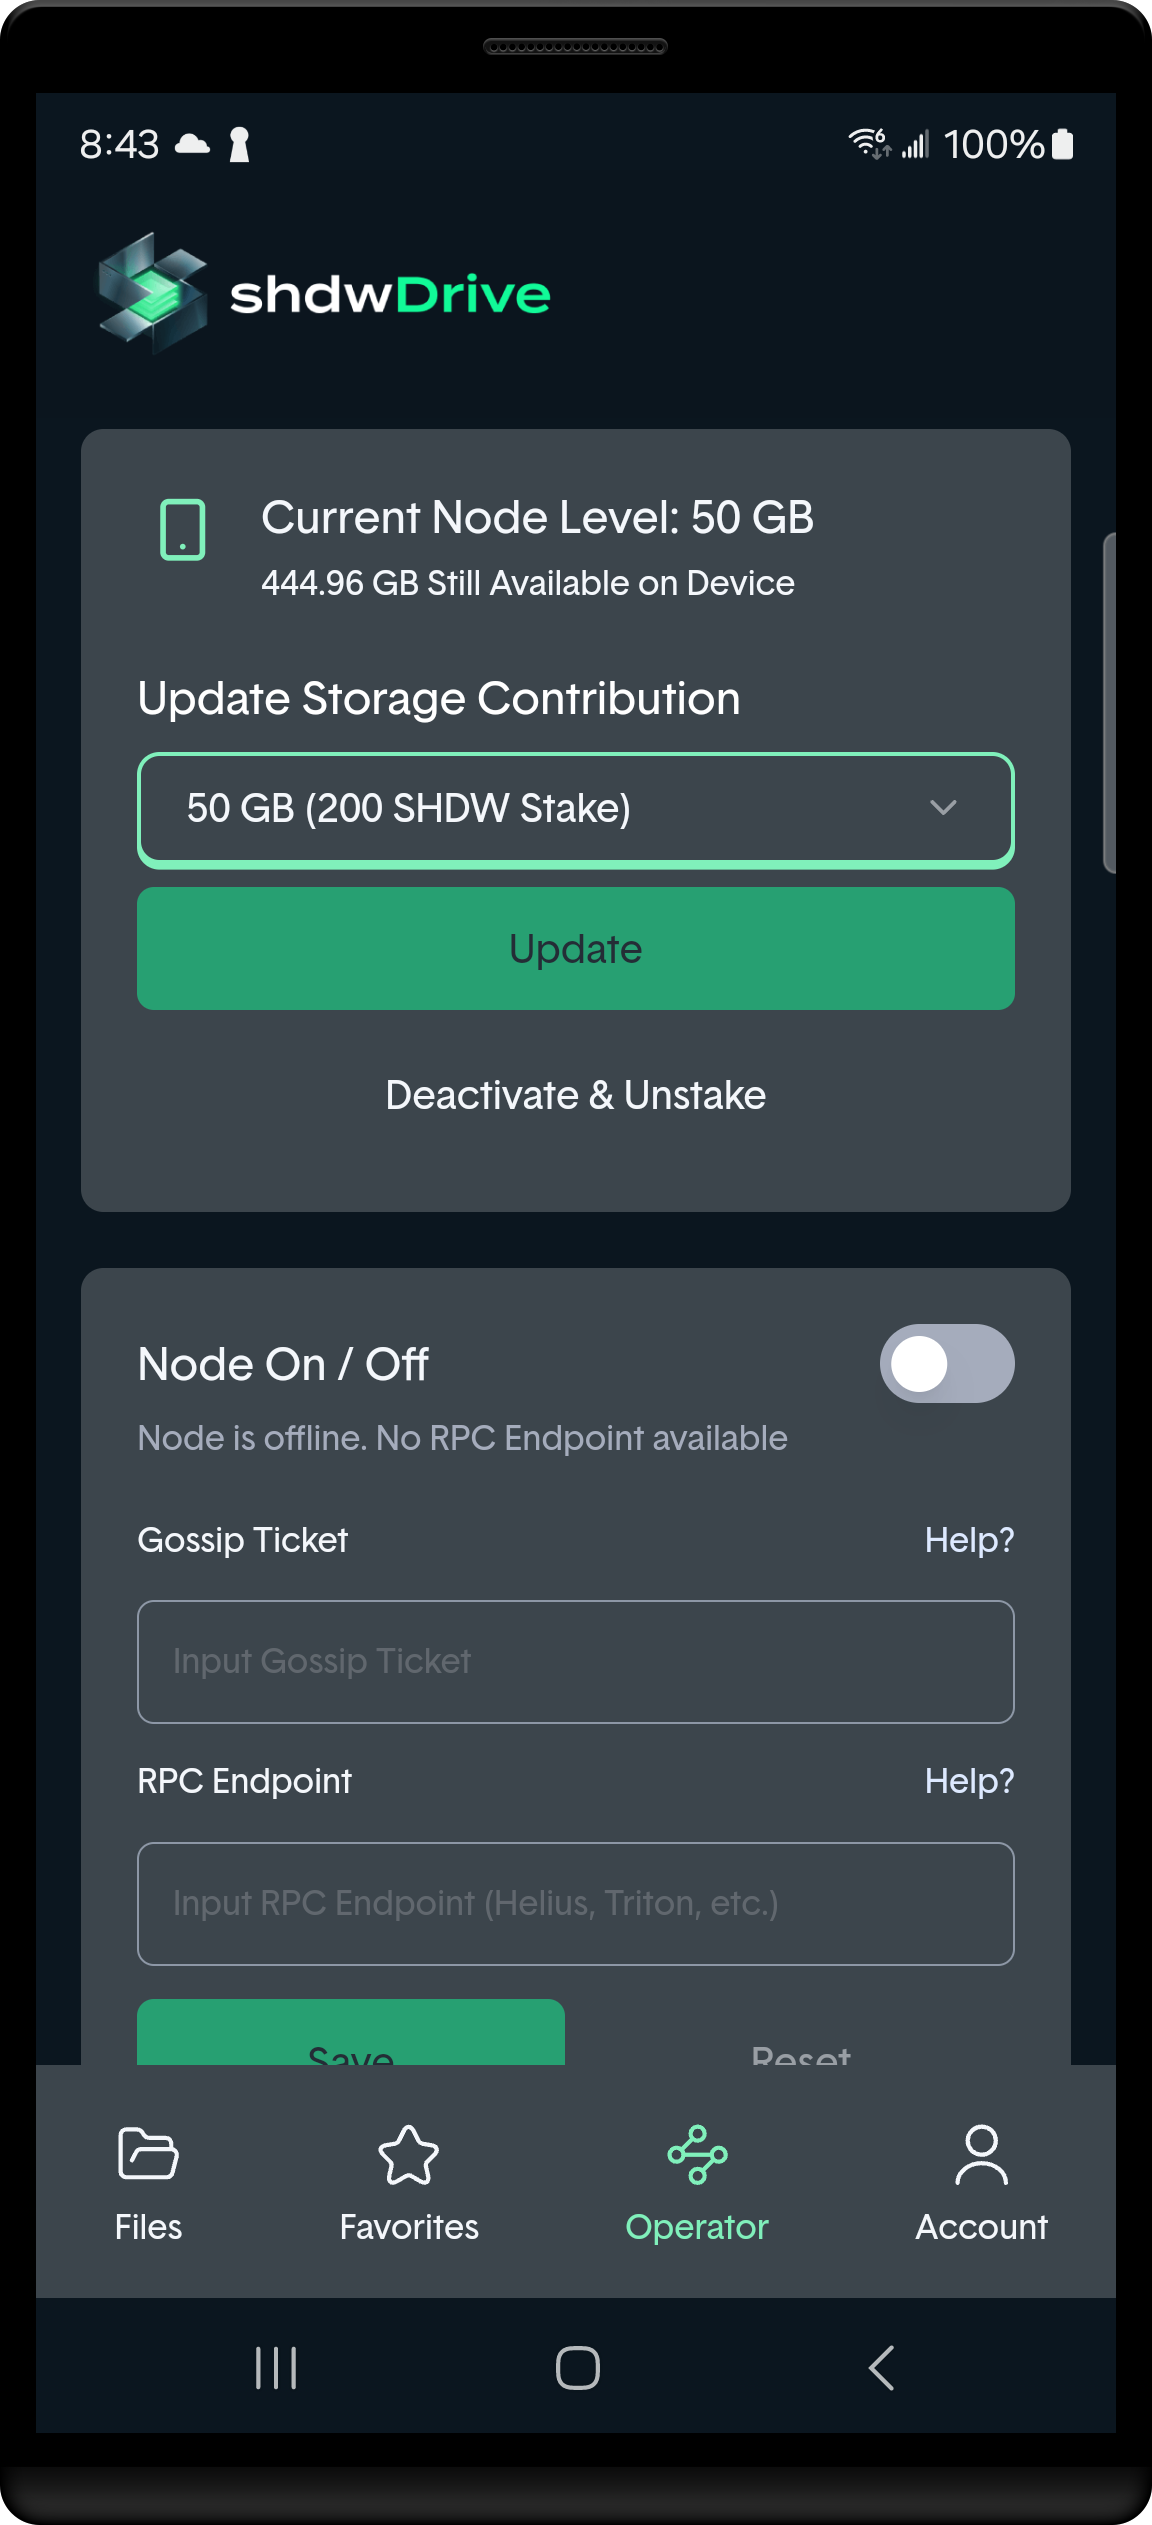 8:43
100%
shdwDrive
Current Node Level: 50 GB
444.96 GB Still Available on Device
Update Storage Contribution
50 GB (200 SHDW Stake)
Update
Deactivate & Unstake
Node On / Off
Node is offline. No RPC Endpoint available
Gossip Ticket Help?
Input Gossip Ticket
RPC Endpoint Help?
Input RPC Endpoint (Helius, Triton, etc.)
Save Reset
Files Favorites Operator Account